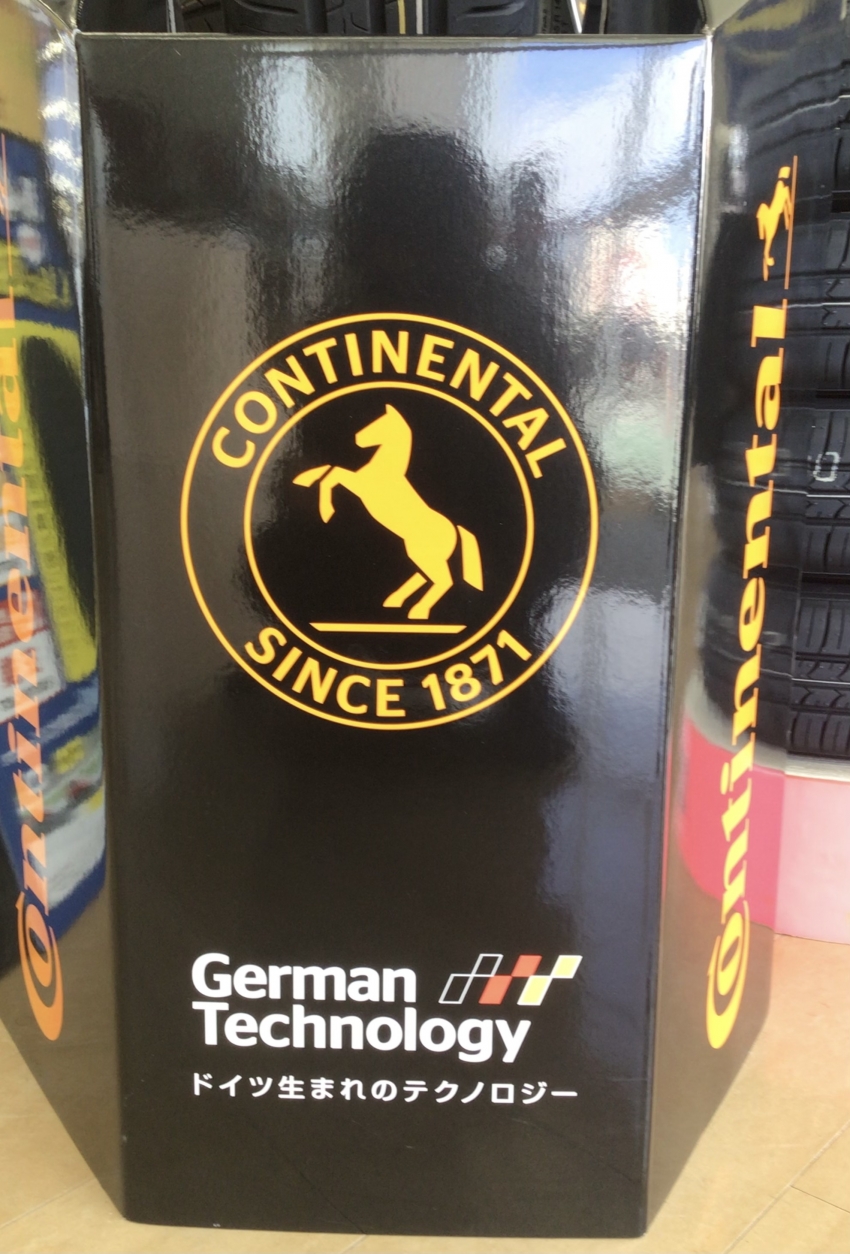 CONTINENTAL
SINCE 1871
German
Technology
ドイツ生まれのテクノロジー
Continental
Continental